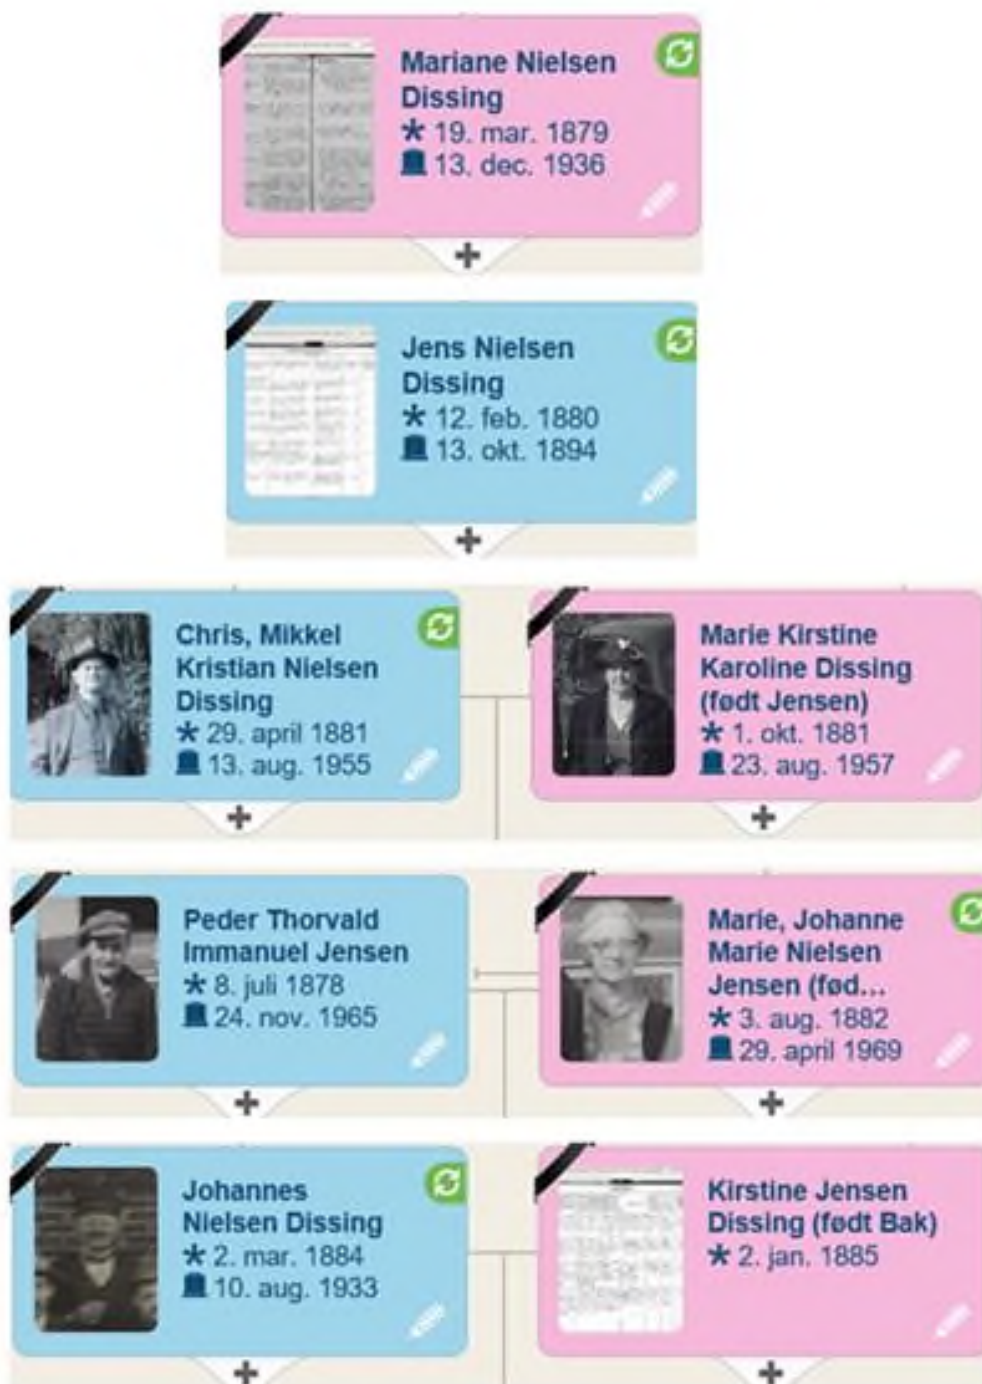 Mariane Nielsen
Dissing
19. mar. 1879
13. dec. 1936
Jens Nielsen
Dissing
12. feb. 1880
13. okt. 1894
Chris, Mikkel
Kristian Nielsen
Dissing
29. april 1881
13. aug. 1955
Marie Kirstine
Karoline Dissing
(født Jensen)
1. okt. 1881
23. aug. 1957
Peder Thorvald
Immanuel Jensen
8. juli 1878
24. nov. 1965
Marie, Johanne
Marie Nielsen
Jensen (fød...
3. aug. 1882
29. april 1969
Johannes
Nielsen Dissing
2. mar. 1884
10. aug. 1933
Kirstine Jensen
Dissing (født Bak)
2. jan. 1885